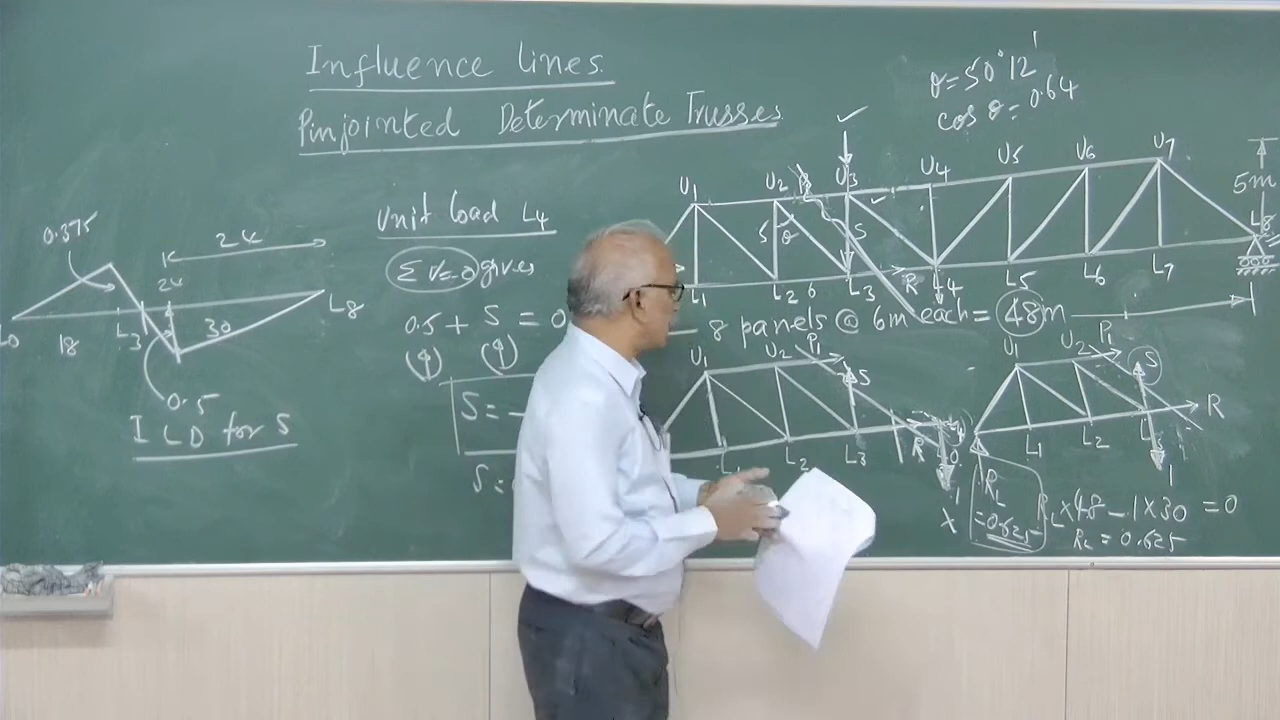 Influence lines
Pinjointed Determinate Trusses
θ = 50°12'
cos θ = 0.64
Unit load L4
ΣV=0 gives
0.5 + S = 0
S =
S =
0.375
24
24
L3
18
30
L8
0.5
ILD for S
U1 U2 U3 U4 U5 U6 U7
5m
S θ S R
L1 L2 6 L3 L4 L5 L6 L7 L8
8 panels @ 6m each = 48m
U1 U2 P1 S
L2 L3 R
1
P1
U1 U2 S
R
L1 L2
1
RL = 0.625
RL×48 – 1×30 = 0
RL = 0.625